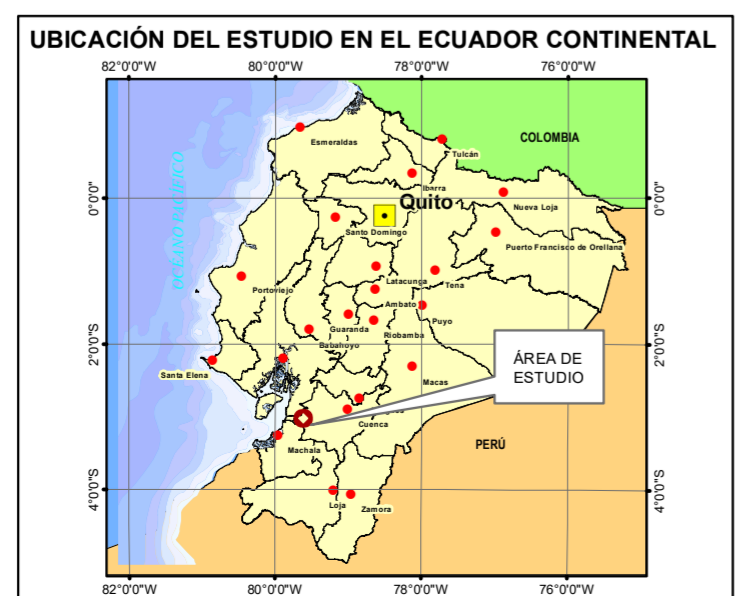 UBICACIÓN DEL ESTUDIO EN EL ECUADOR CONTINENTAL
82°0'0"W 80°0'0"W 78°0'0"W 76°0'0"W
COLOMBIA
Esmeraldas
Tulcán
Ibarra
Nueva Loja
0°0'0"
Quito
0°0'0"
OCÉANO PACÍFICO
Santo Domingo
Puerto Francisco de Orellana
Latacunga
Tena
Portoviejo
Ambato
Puyo
Guaranda
Riobamba
Babahoyo
2°0'0"S
2°0'0"S
ÁREA DE
ESTUDIO
Santa Elena
Macas
Cuenca
Machala
PERÚ
4°0'0"S
4°0'0"S
Loja
Zamora
82°0'0"W 80°0'0"W 78°0'0"W 76°0'0"W